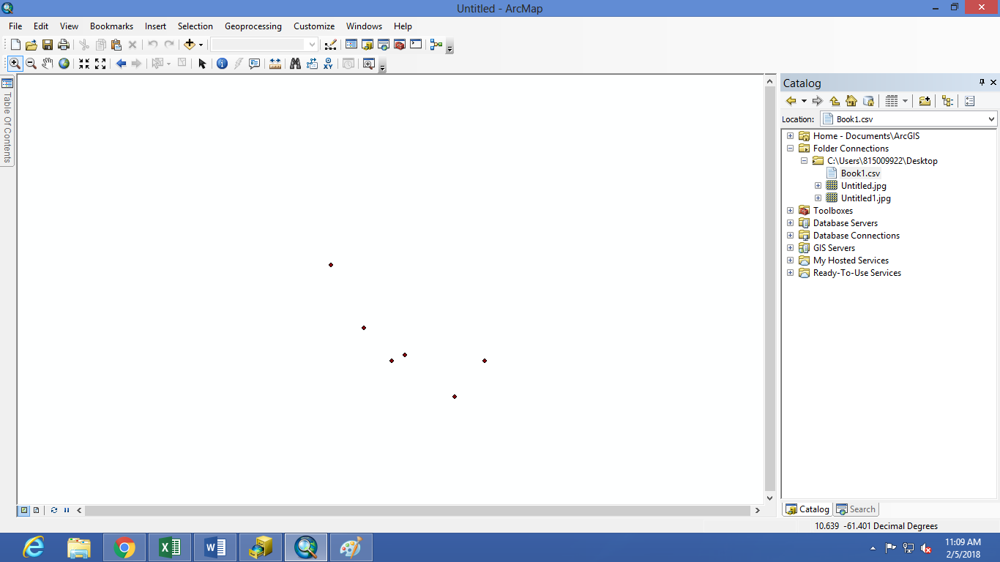 Untitled - ArcMap
File Edit View Bookmarks Insert Selection Geoprocessing Customize Windows Help
XY
Table Of Contents
Catalog
Location: Book1.csv
Home - Documents\ArcGIS
Folder Connections
C:\Users\815009922\Desktop
Book1.csv
Untitled.jpg
Untitled1.jpg
Toolboxes
Database Servers
Database Connections
GIS Servers
My Hosted Services
Ready-To-Use Services
Catalog Search
10.639 -61.401 Decimal Degrees
11:09 AM
2/5/2018